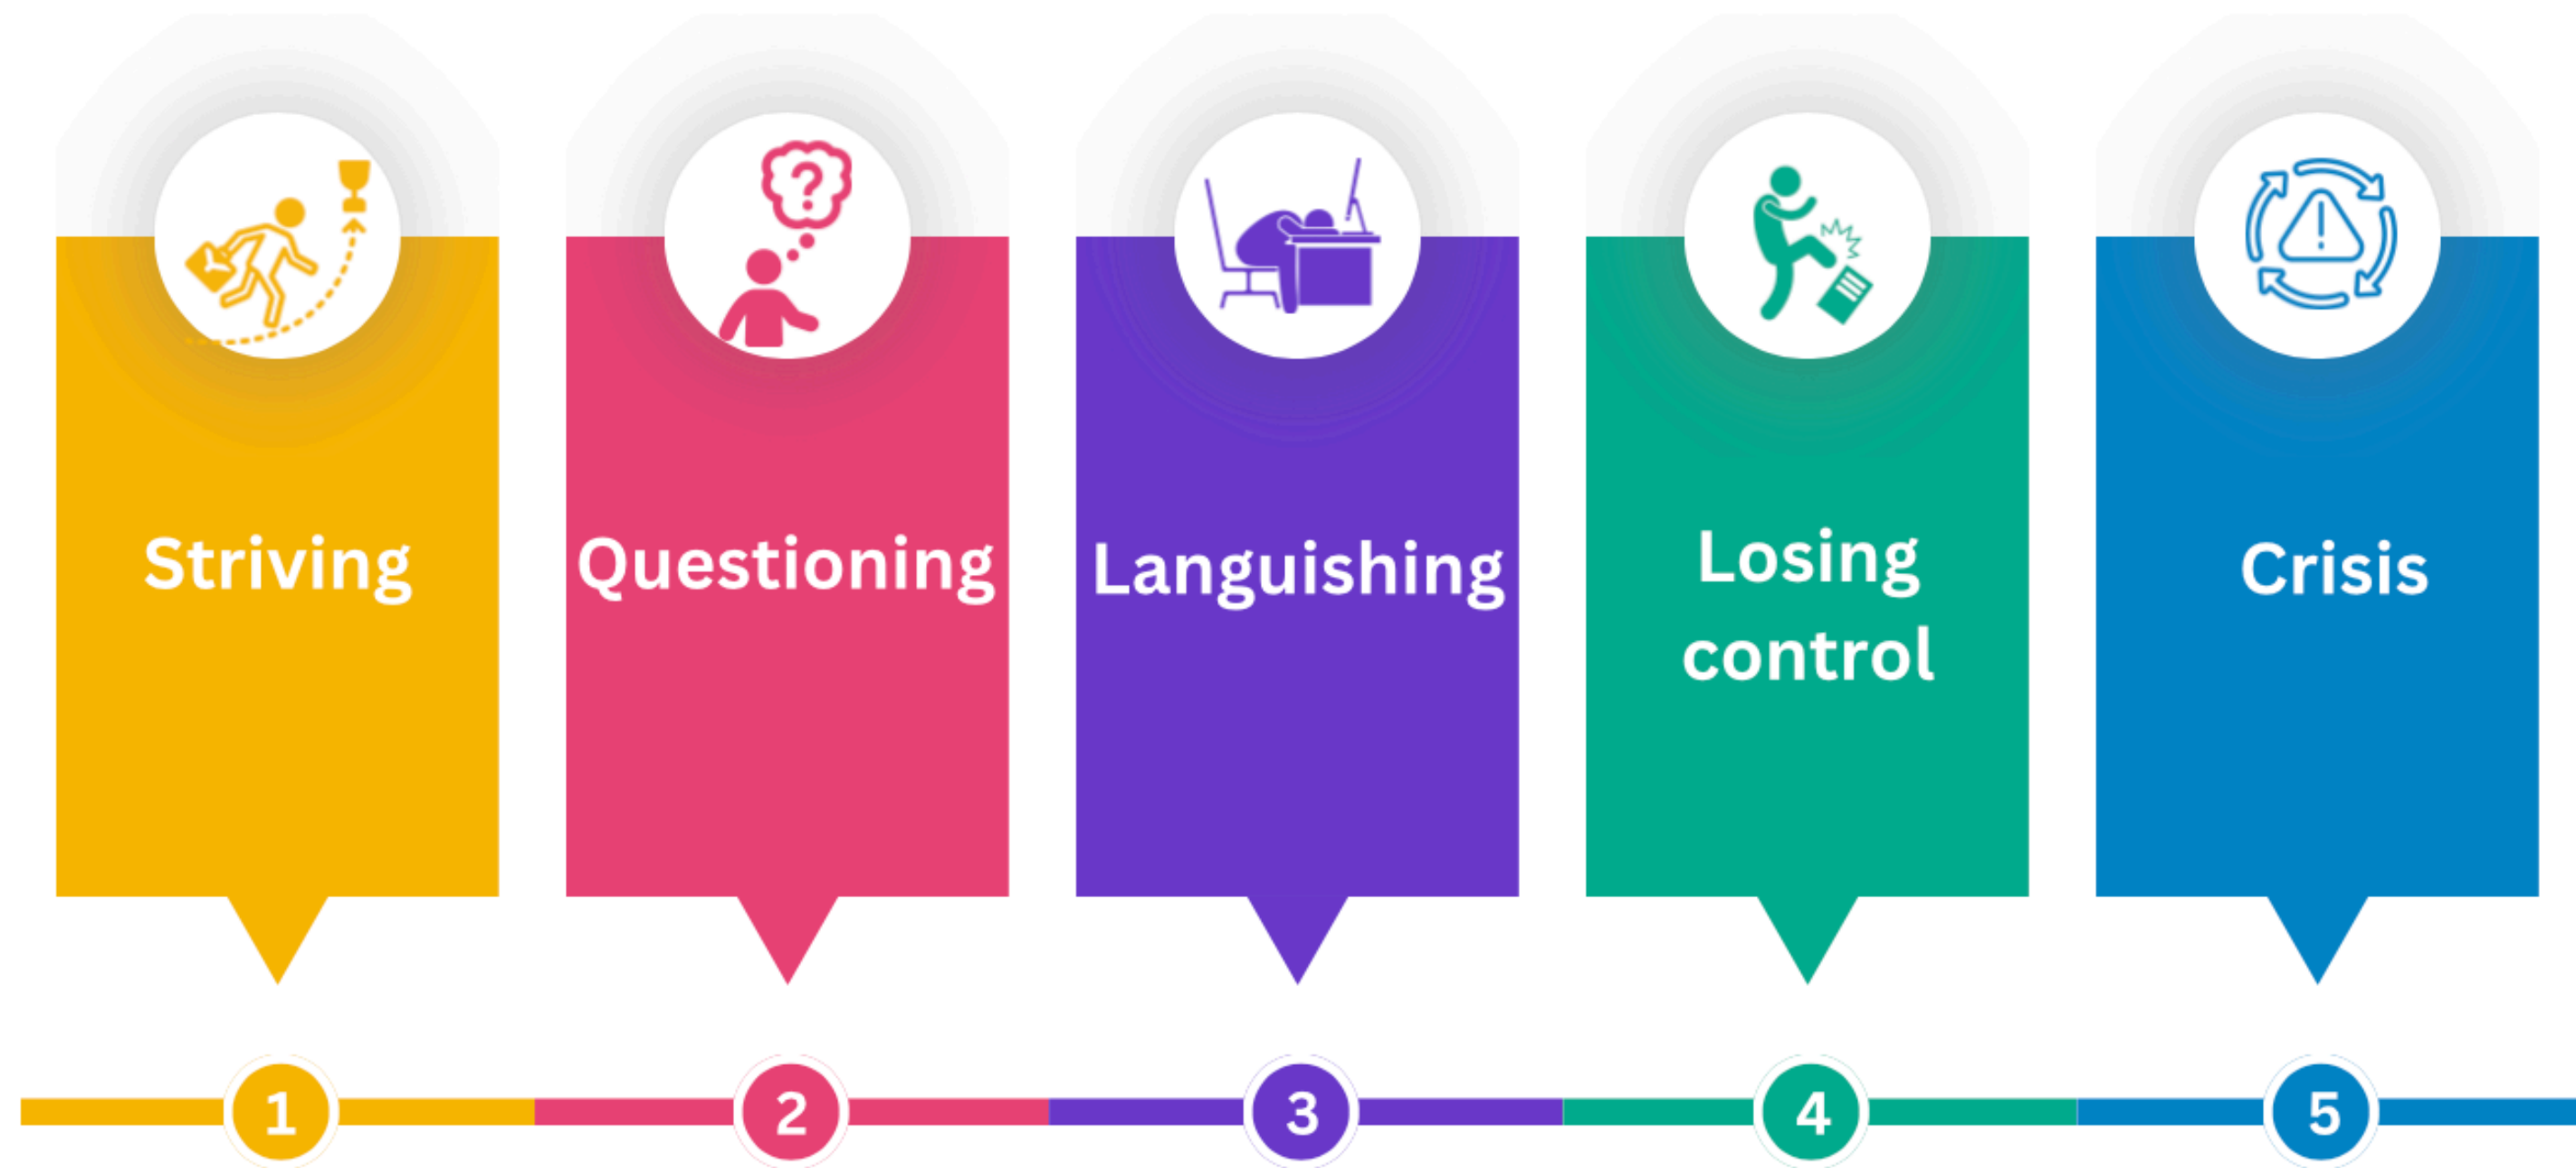 ?
Striving
Questioning
Languishing
Losing
control
Crisis
1
2
3
4
5